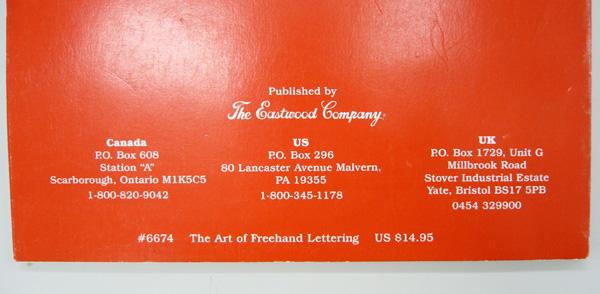 Published by
The Eastwood Company
Canada
P.O. Box 608
Station "A"
Scarborough, Ontario M1K5C5
1-800-820-9042
US
P.O. Box 296
80 Lancaster Avenue Malvern,
PA 19355
1-800-345-1178
UK
P.O. Box 1729, Unit G
Millbrook Road
Stover Industrial Estate
Yate, Bristol BS17 5PB
0454 329900
#6674 The Art of Freehand Lettering US $14.95